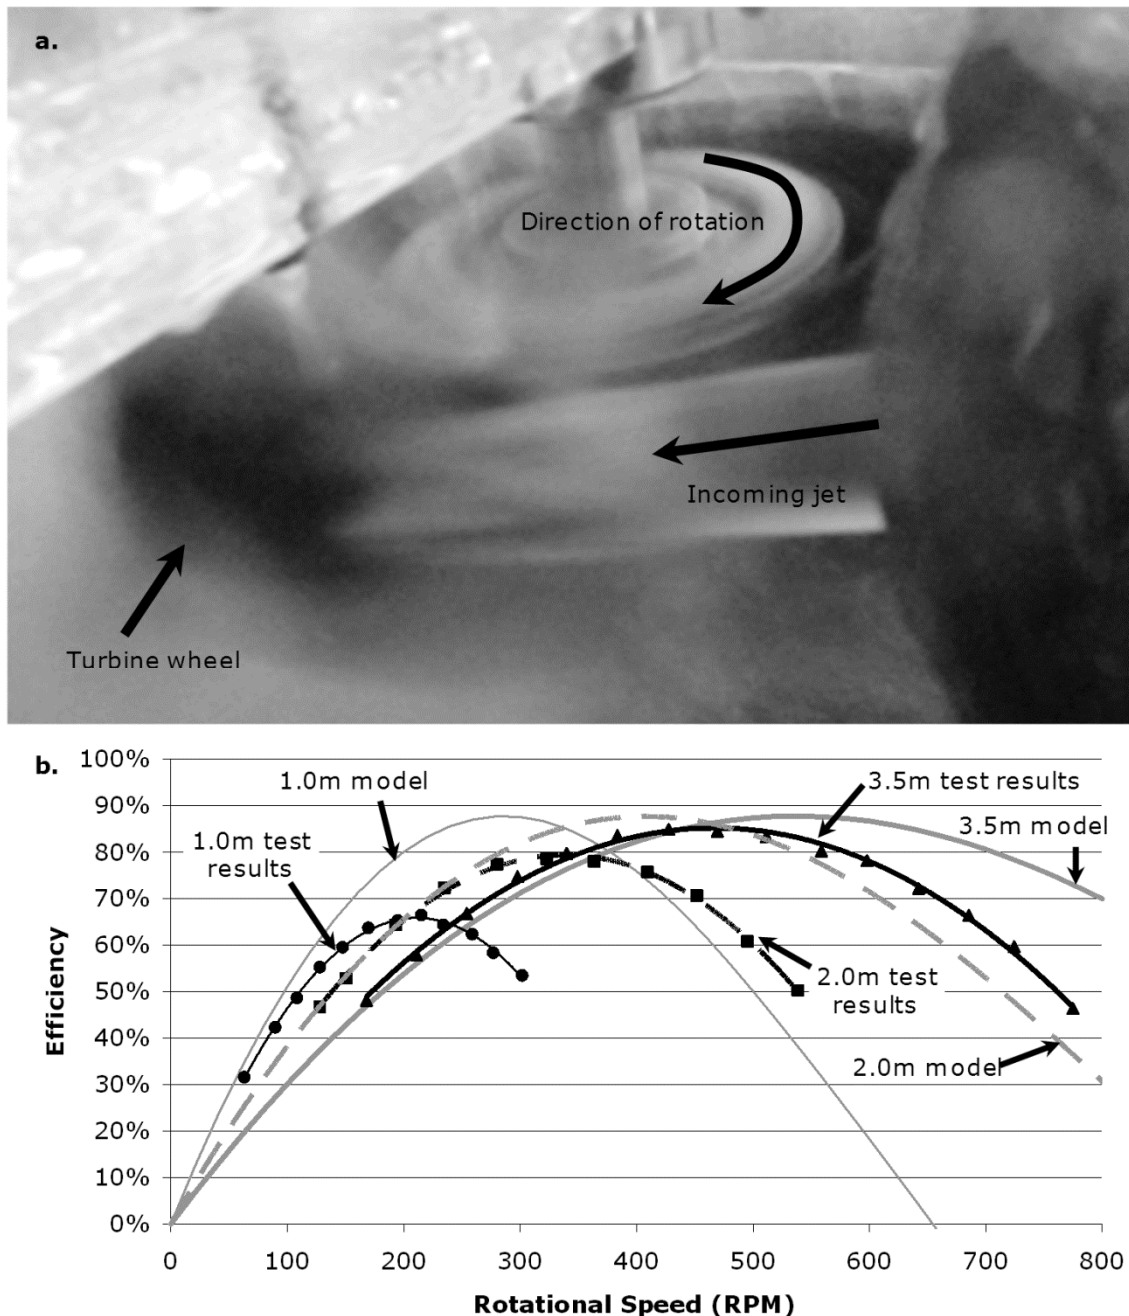 a.
Direction of rotation
Incoming jet
Turbine wheel
b.
100%
90%
80%
70%
60%
50%
40%
30%
20%
10%
0%
Efficiency
1.0m model
1.0m test
results
3.5m test results
3.5m model
2.0m test
results
2.0m model
0 100 200 300 400 500 600 700 800
Rotational Speed (RPM)